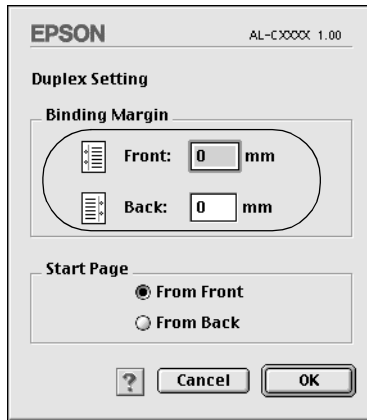 EPSON AL-CXXXX 1.00
Duplex Setting
Binding Margin
Front: 0 mm
Back: 0 mm
Start Page
From Front
From Back
? Cancel OK